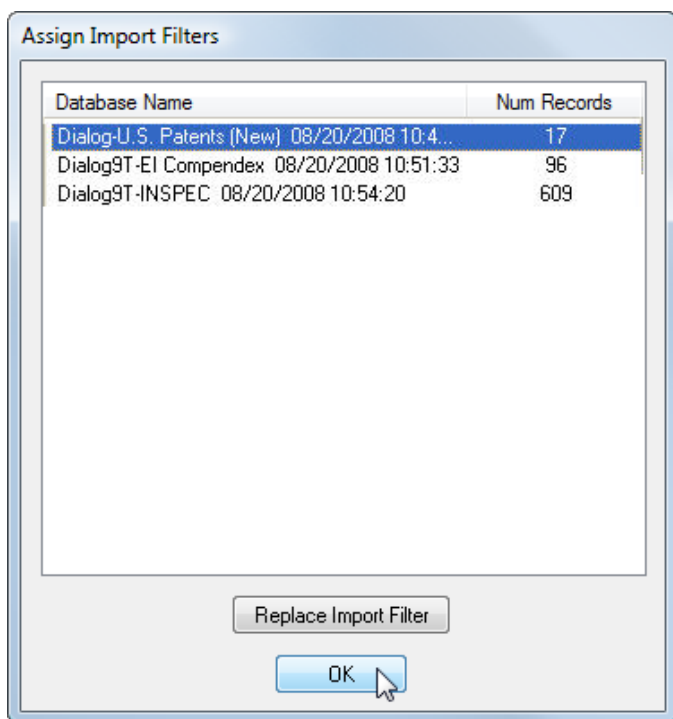 Assign Import Filters
Database Name Num Records
Dialog-U.S. Patents (New) 08/20/2008 10:4... 17
Dialog9T-EI Compendex 08/20/2008 10:51:33 96
Dialog9T-INSPEC 08/20/2008 10:54:20 609
Replace Import Filter
OK